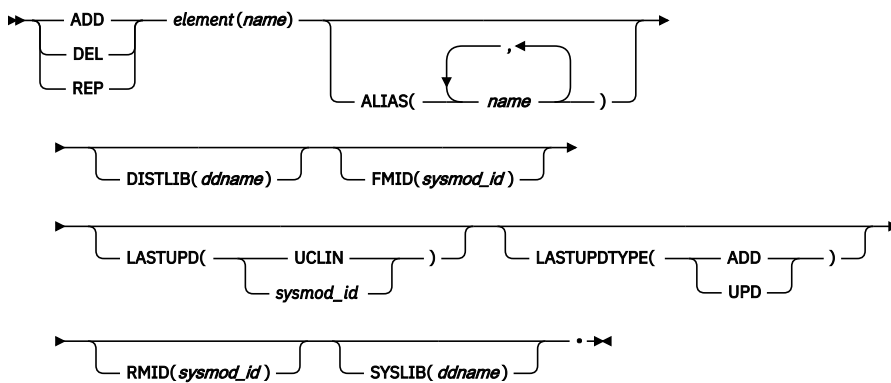 ADD element(name)
DEL
REP
,
ALIAS( name )
DISTLIB(ddname) FMID(sysmod_id)
LASTUPD( UCLIN ) LASTUPDTYPE( ADD )
sysmod_id UPD
RMID(sysmod_id) SYSLIB(ddname) .